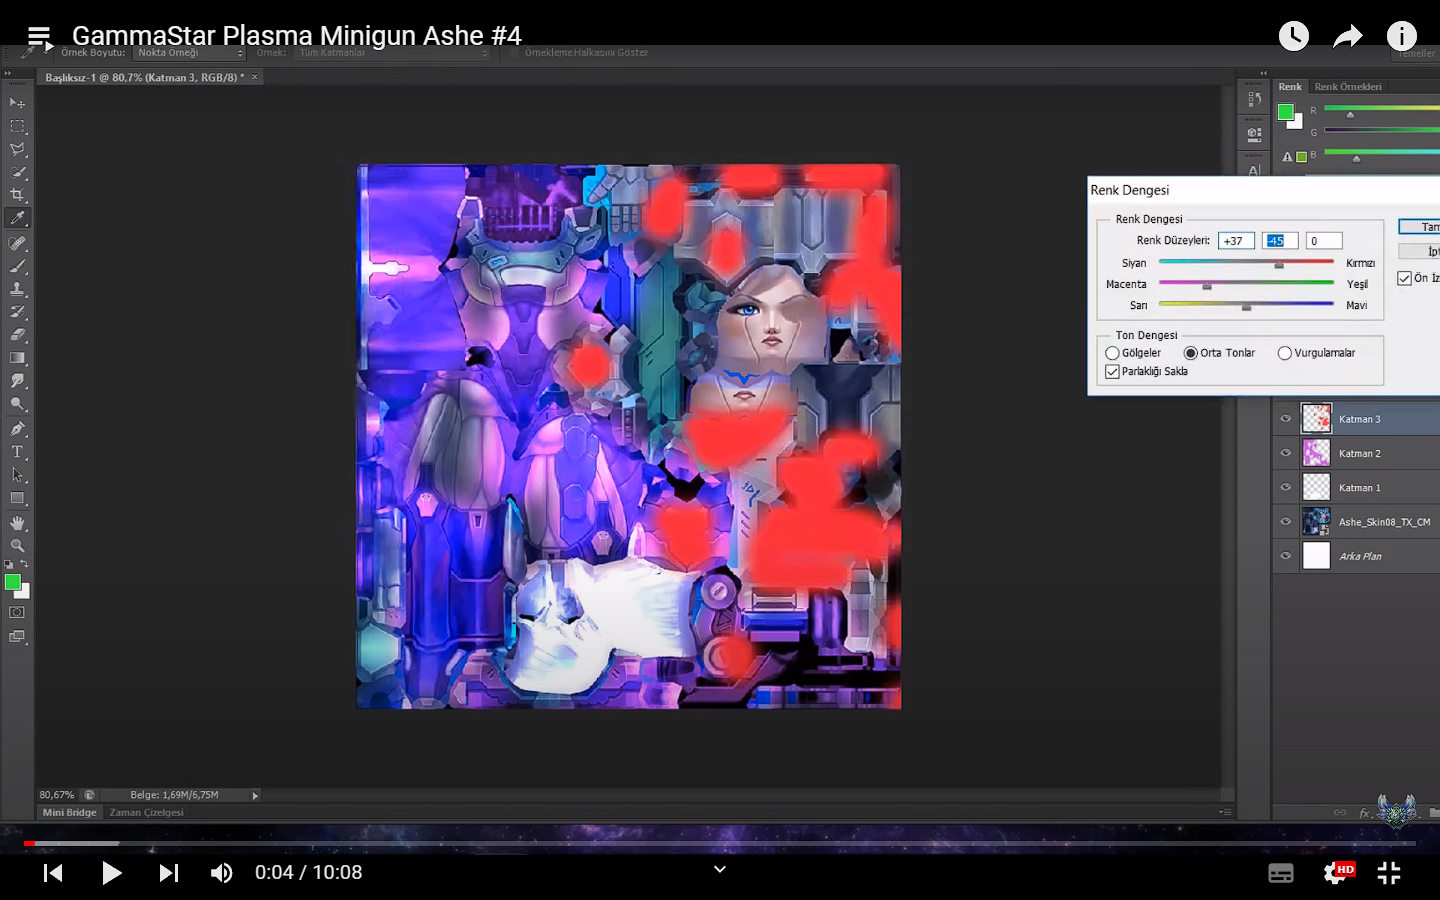 GammaStar Plasma Minigun Ashe #4
Örnek Boyutu: Nokta Örneği Örnek: Tüm Katmanlar Örnekleme Halkasını Göster Temeller
Başlıksız-1 @ 80,7% (Katman 3, RGB/8) * ×
Renk Renk Örnekleri
R
G
B
Renk Dengesi
Renk Dengesi
Renk Düzeyleri: +37 -45 0
Tam
Siyan Kırmızı
İpt
Macenta Yeşil
Ön İz
Sarı Mavi
Ton Dengesi
Gölgeler Orta Tonlar Vurgulamalar
Parlaklığı Sakla
Katman 3
Katman 2
Katman 1
Ashe_Skin08_TX_CM
Arka Plan
80,67% Belge: 1,69M/6,75M
Mini Bridge Zaman Çizelgesi
fx
0:04 / 10:08
HD